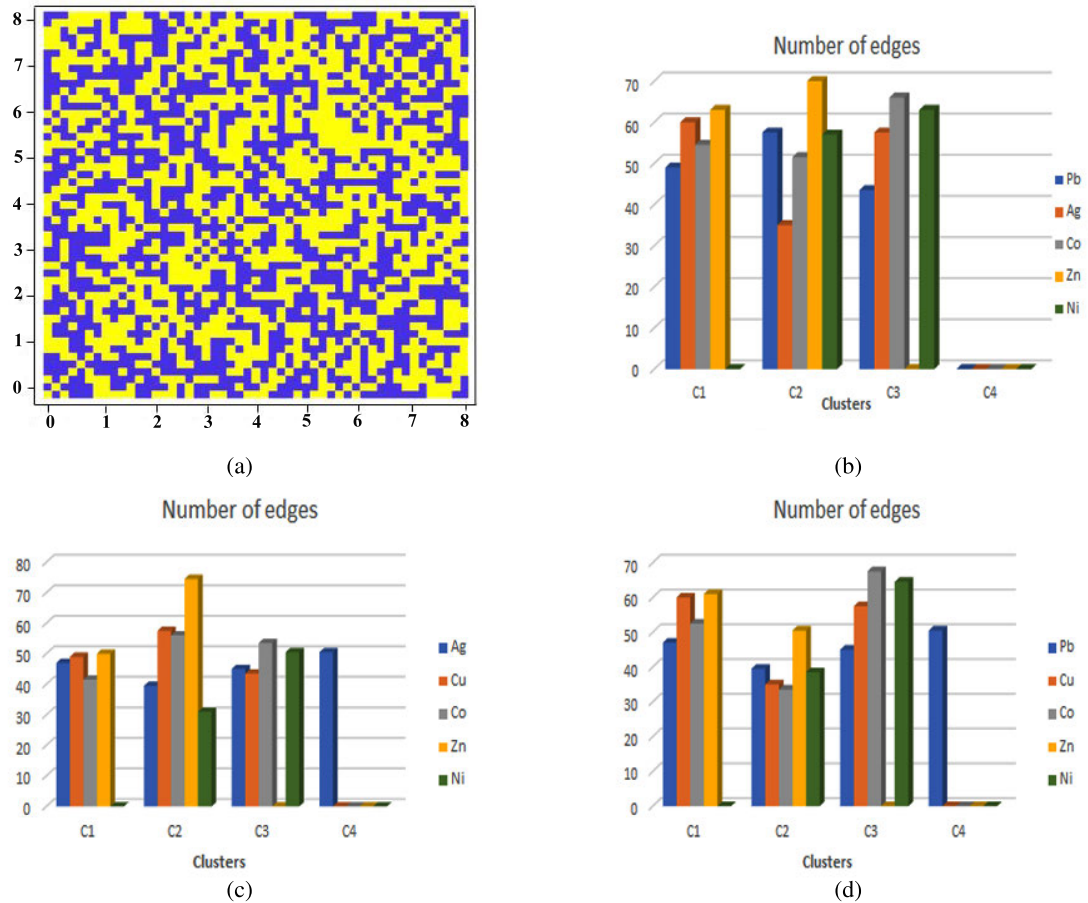 8
7
6
5
4
3
2
1
0
0 1 2 3 4 5 6 7 8
(a)
Number of edges
70
60
50
40
30
20
10
0
C1 C2 C3 C4
Clusters
Pb
Ag
Co
Zn
Ni
(b)
Number of edges
80
70
60
50
40
30
20
10
0
C1 C2 C3 C4
Clusters
Ag
Cu
Co
Zn
Ni
(c)
Number of edges
70
60
50
40
30
20
10
0
C1 C2 C3 C4
Clusters
Pb
Cu
Co
Zn
Ni
(d)